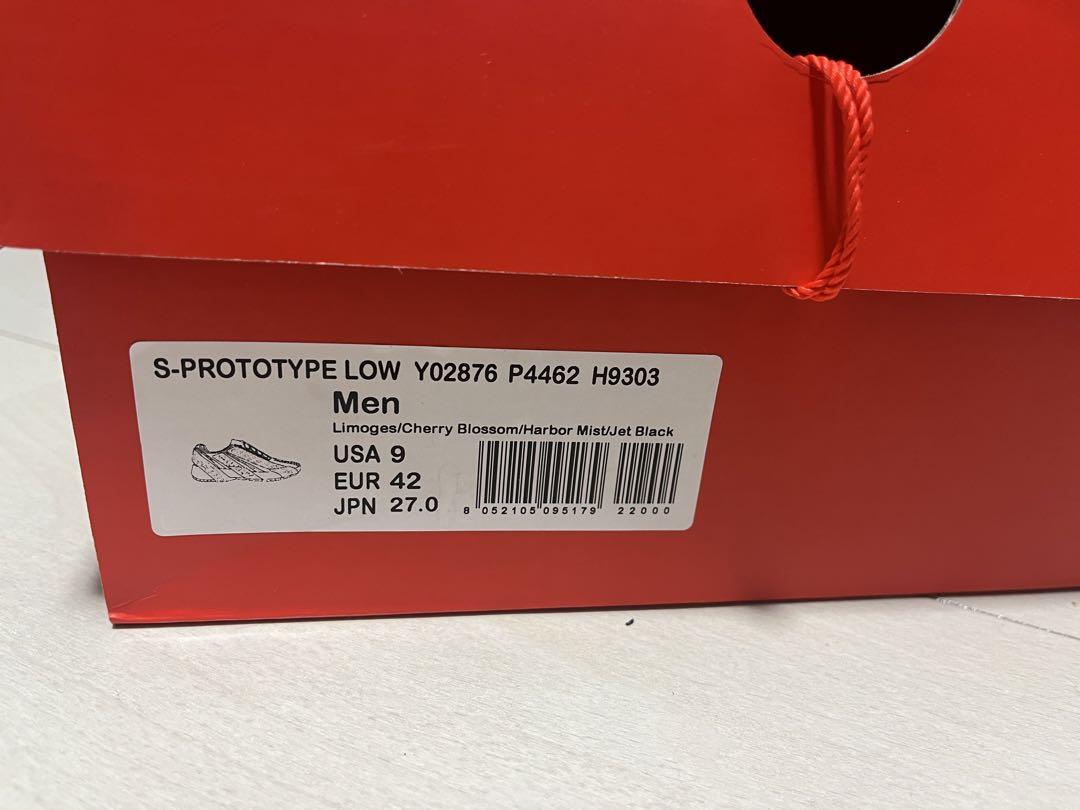 S-PROTOTYPE LOW Y02876 P4462 H9303
Men
Limoges/Cherry Blossom/Harbor Mist/Jet Black
USA 9
EUR 42
JPN 27.0
8 052105 095179 22000